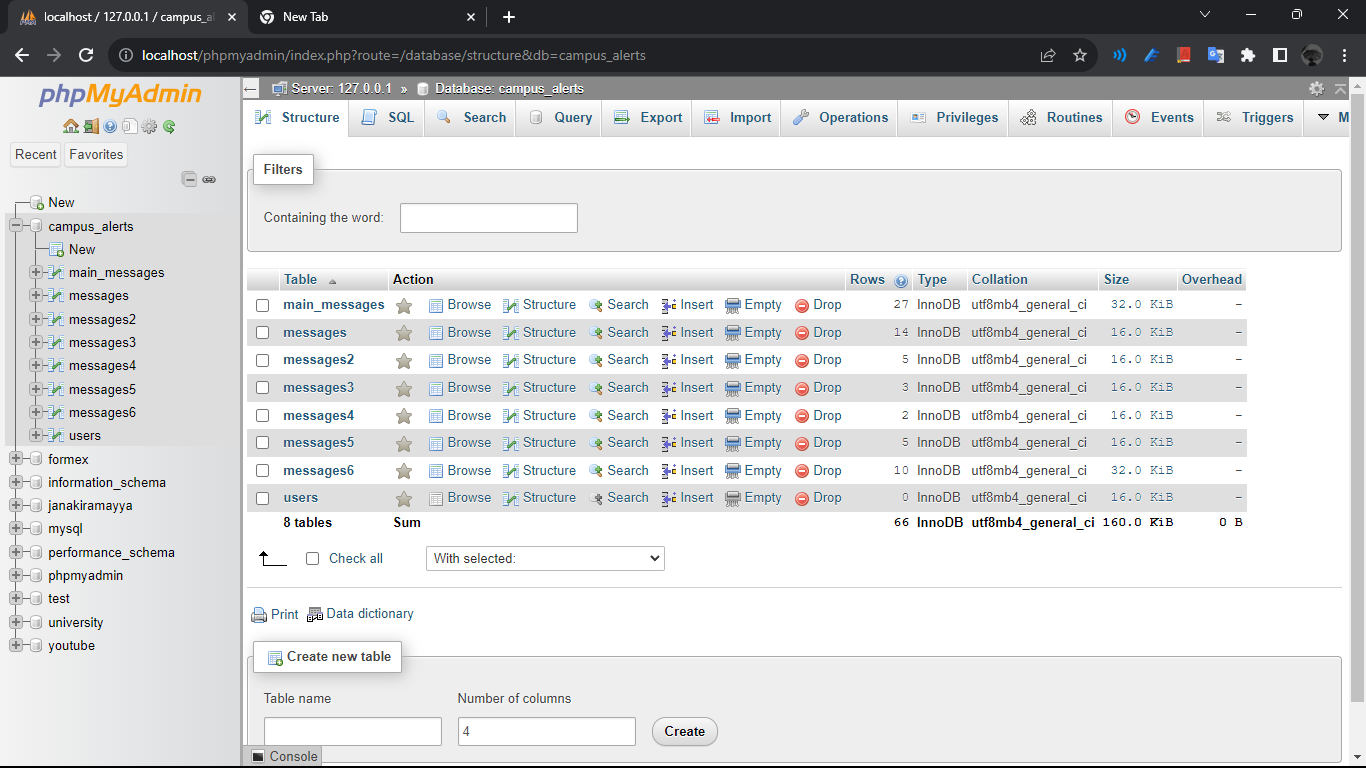 localhost / 127.0.0.1 / campus_al
New Tab
localhost/phpmyadmin/index.php?route=/database/structure&db=campus_alerts
phpMyAdmin
Recent Favorites
New
campus_alerts
New
main_messages
messages
messages2
messages3
messages4
messages5
messages6
users
formex
information_schema
janakiramayya
mysql
performance_schema
phpmyadmin
test
university
youtube
Server: 127.0.0.1 » Database: campus_alerts
Structure SQL Search Query Export Import Operations Privileges Routines Events Triggers M
Filters
Containing the word:
Table Action Rows Type Collation Size Overhead
main_messages Browse Structure Search Insert Empty Drop 27 InnoDB utf8mb4_general_ci 32.0 KiB -
messages Browse Structure Search Insert Empty Drop 14 InnoDB utf8mb4_general_ci 16.0 KiB -
messages2 Browse Structure Search Insert Empty Drop 5 InnoDB utf8mb4_general_ci 16.0 KiB -
messages3 Browse Structure Search Insert Empty Drop 3 InnoDB utf8mb4_general_ci 16.0 KiB -
messages4 Browse Structure Search Insert Empty Drop 2 InnoDB utf8mb4_general_ci 16.0 KiB -
messages5 Browse Structure Search Insert Empty Drop 5 InnoDB utf8mb4_general_ci 16.0 KiB -
messages6 Browse Structure Search Insert Empty Drop 10 InnoDB utf8mb4_general_ci 32.0 KiB -
users Browse Structure Search Insert Empty Drop 0 InnoDB utf8mb4_general_ci 16.0 KiB -
8 tables Sum 66 InnoDB utf8mb4_general_ci 160.0 KiB 0 B
Check all With selected:
Print Data dictionary
Create new table
Table name Number of columns
4 Create
Console